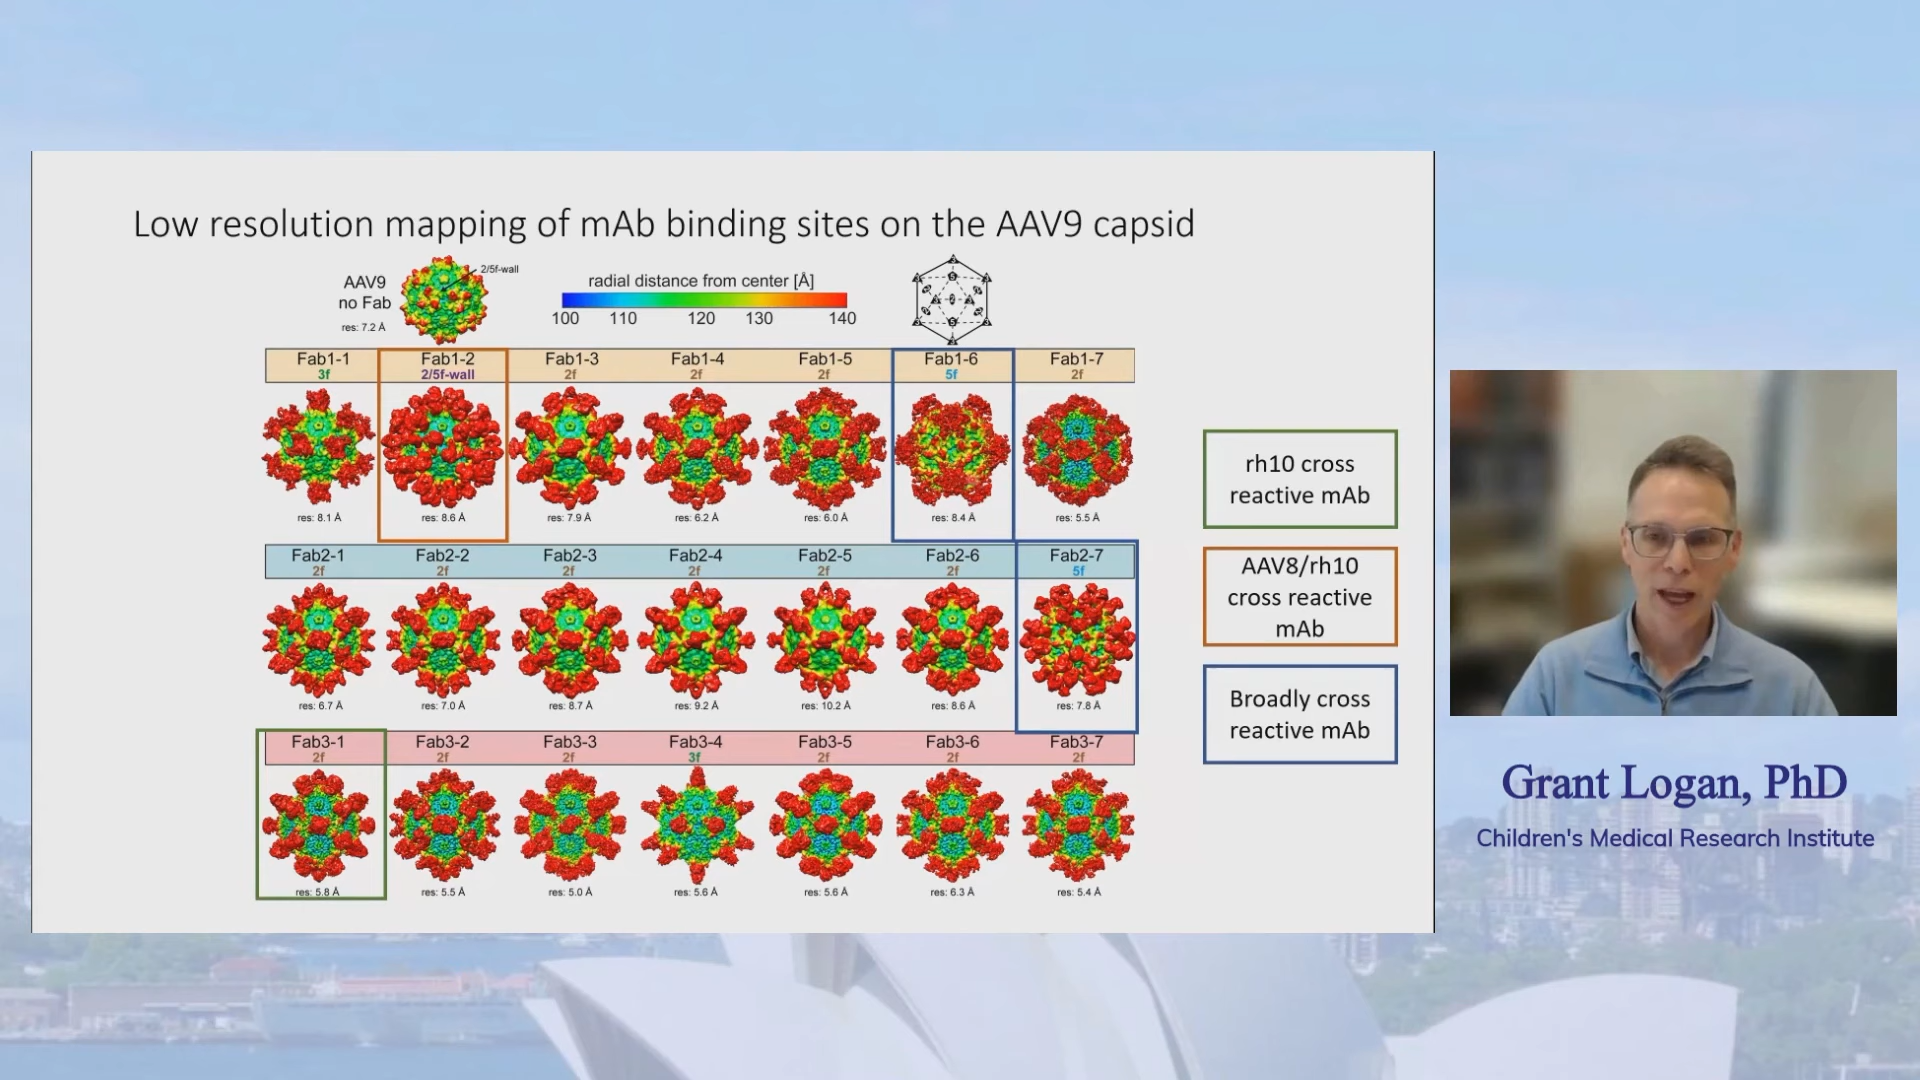 Low resolution mapping of mAb binding sites on the AAV9 capsid
AAV9
no Fab
res: 7.2 Å
2/5f-wall
radial distance from center [Å]
100 110 120 130 140
Fab1-1 Fab1-2 Fab1-3 Fab1-4 Fab1-5 Fab1-6 Fab1-7
3f 2/5f-wall 2f 2f 2f 5f 2f
res: 8.1 Å res: 8.6 Å res: 7.9 Å res: 6.2 Å res: 6.0 Å res: 8.4 Å res: 5.5 Å
Fab2-1 Fab2-2 Fab2-3 Fab2-4 Fab2-5 Fab2-6 Fab2-7
2f 2f 2f 2f 2f 2f 5f
res: 6.7 Å res: 7.0 Å res: 8.7 Å res: 9.2 Å res: 10.2 Å res: 8.6 Å res: 7.8 Å
Fab3-1 Fab3-2 Fab3-3 Fab3-4 Fab3-5 Fab3-6 Fab3-7
2f 2f 2f 3f 2f 2f 2f
res: 5.8 Å res: 5.5 Å res: 5.0 Å res: 5.6 Å res: 5.6 Å res: 6.3 Å res: 5.4 Å
rh10 cross
reactive mAb
AAV8/rh10
cross reactive
mAb
Broadly cross
reactive mAb
Grant Logan, PhD
Children's Medical Research Institute